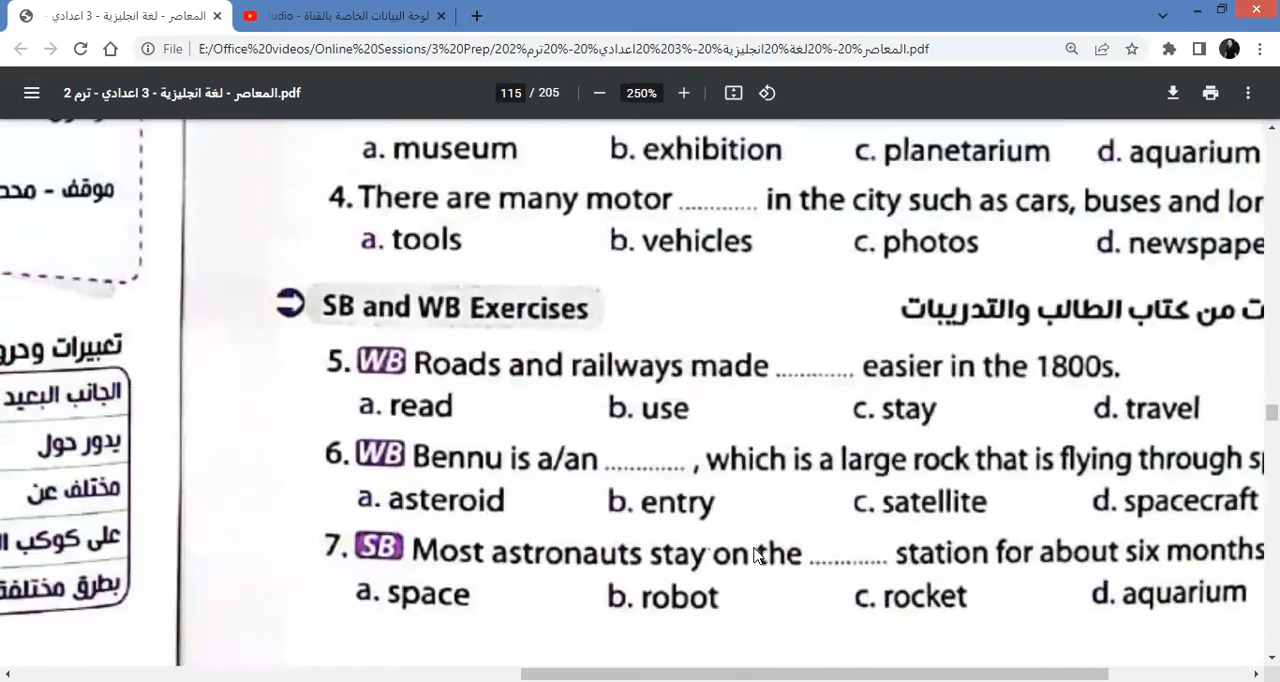 المعاصر - لغة انجليزية - 3 اعدادي -
لوحة البيانات الخاصة بالقناة - udio
File E:/Office%20videos/Online%20Sessions/3%20Prep/202المعاصر%20-%20لغة%20انجليزية%20-%203%20اعدادي%20-%20ترم%.pdf
المعاصر - لغة انجليزية - 3 اعدادي - ترم 2.pdf
115 / 205
250%
a. museum b. exhibition c. planetarium d. aquarium
4. There are many motor ............ in the city such as cars, buses and lor
a. tools b. vehicles c. photos d. newspape
SB and WB Exercises
ت من كتاب الطالب والتدريبات
5. WB Roads and railways made ............ easier in the 1800s.
a. read b. use c. stay d. travel
6. WB Bennu is a/an ............ , which is a large rock that is flying through s
a. asteroid b. entry c. satellite d. spacecraft
7. SB Most astronauts stay on the ............ station for about six months
a. space b. robot c. rocket d. aquarium
موقف - محد
تعبيرات وحرو
الجانب البعيد
يدور حول
مختلف عن
على كوكب ا
بطرق مختلفة